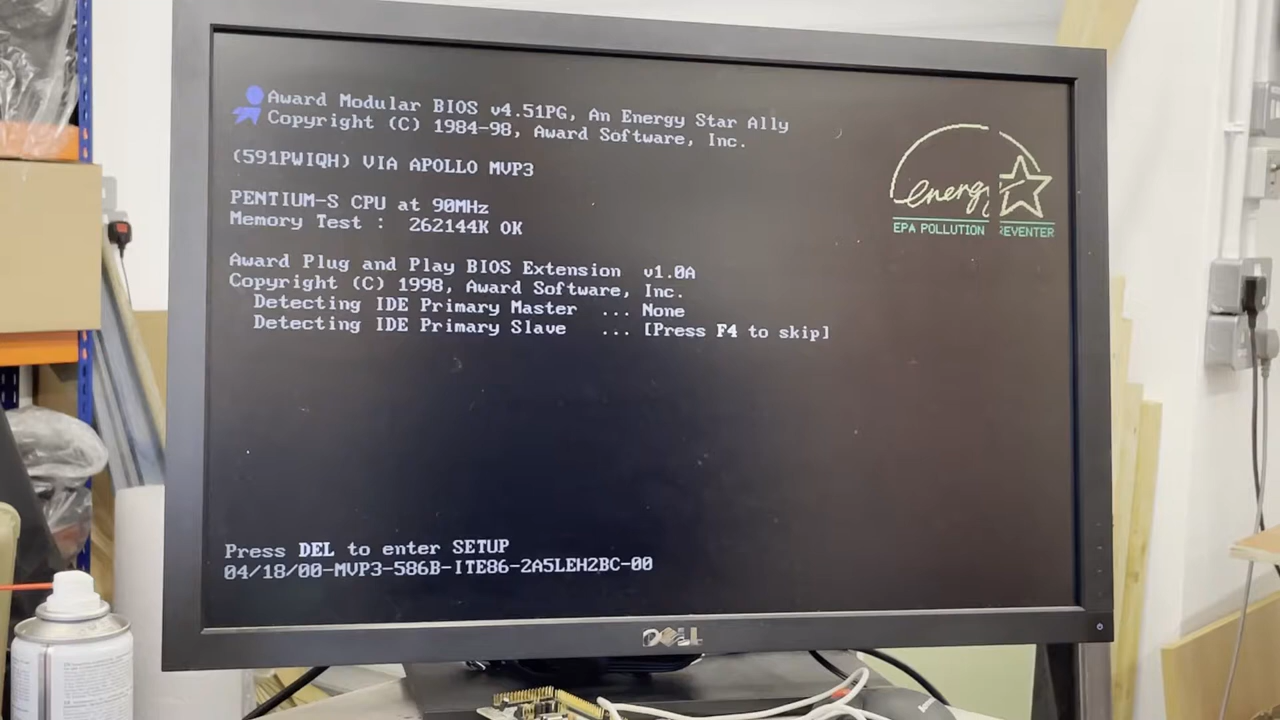 Award Modular BIOS v4.51PG, An Energy Star Ally
Copyright (C) 1984-98, Award Software, Inc.
energy
EPA POLLUTION REVENTER
(591PWIQH) VIA APOLLO MVP3
PENTIUM-S CPU at 90MHz
Memory Test : 262144K OK
Award Plug and Play BIOS Extension v1.0A
Copyright (C) 1998, Award Software, Inc.
Detecting IDE Primary Master ... None
Detecting IDE Primary Slave ... [Press F4 to skip]
Press DEL to enter SETUP
04/18/00-MVP3-586B-ITE86-2A5LEH2BC-00
DELL